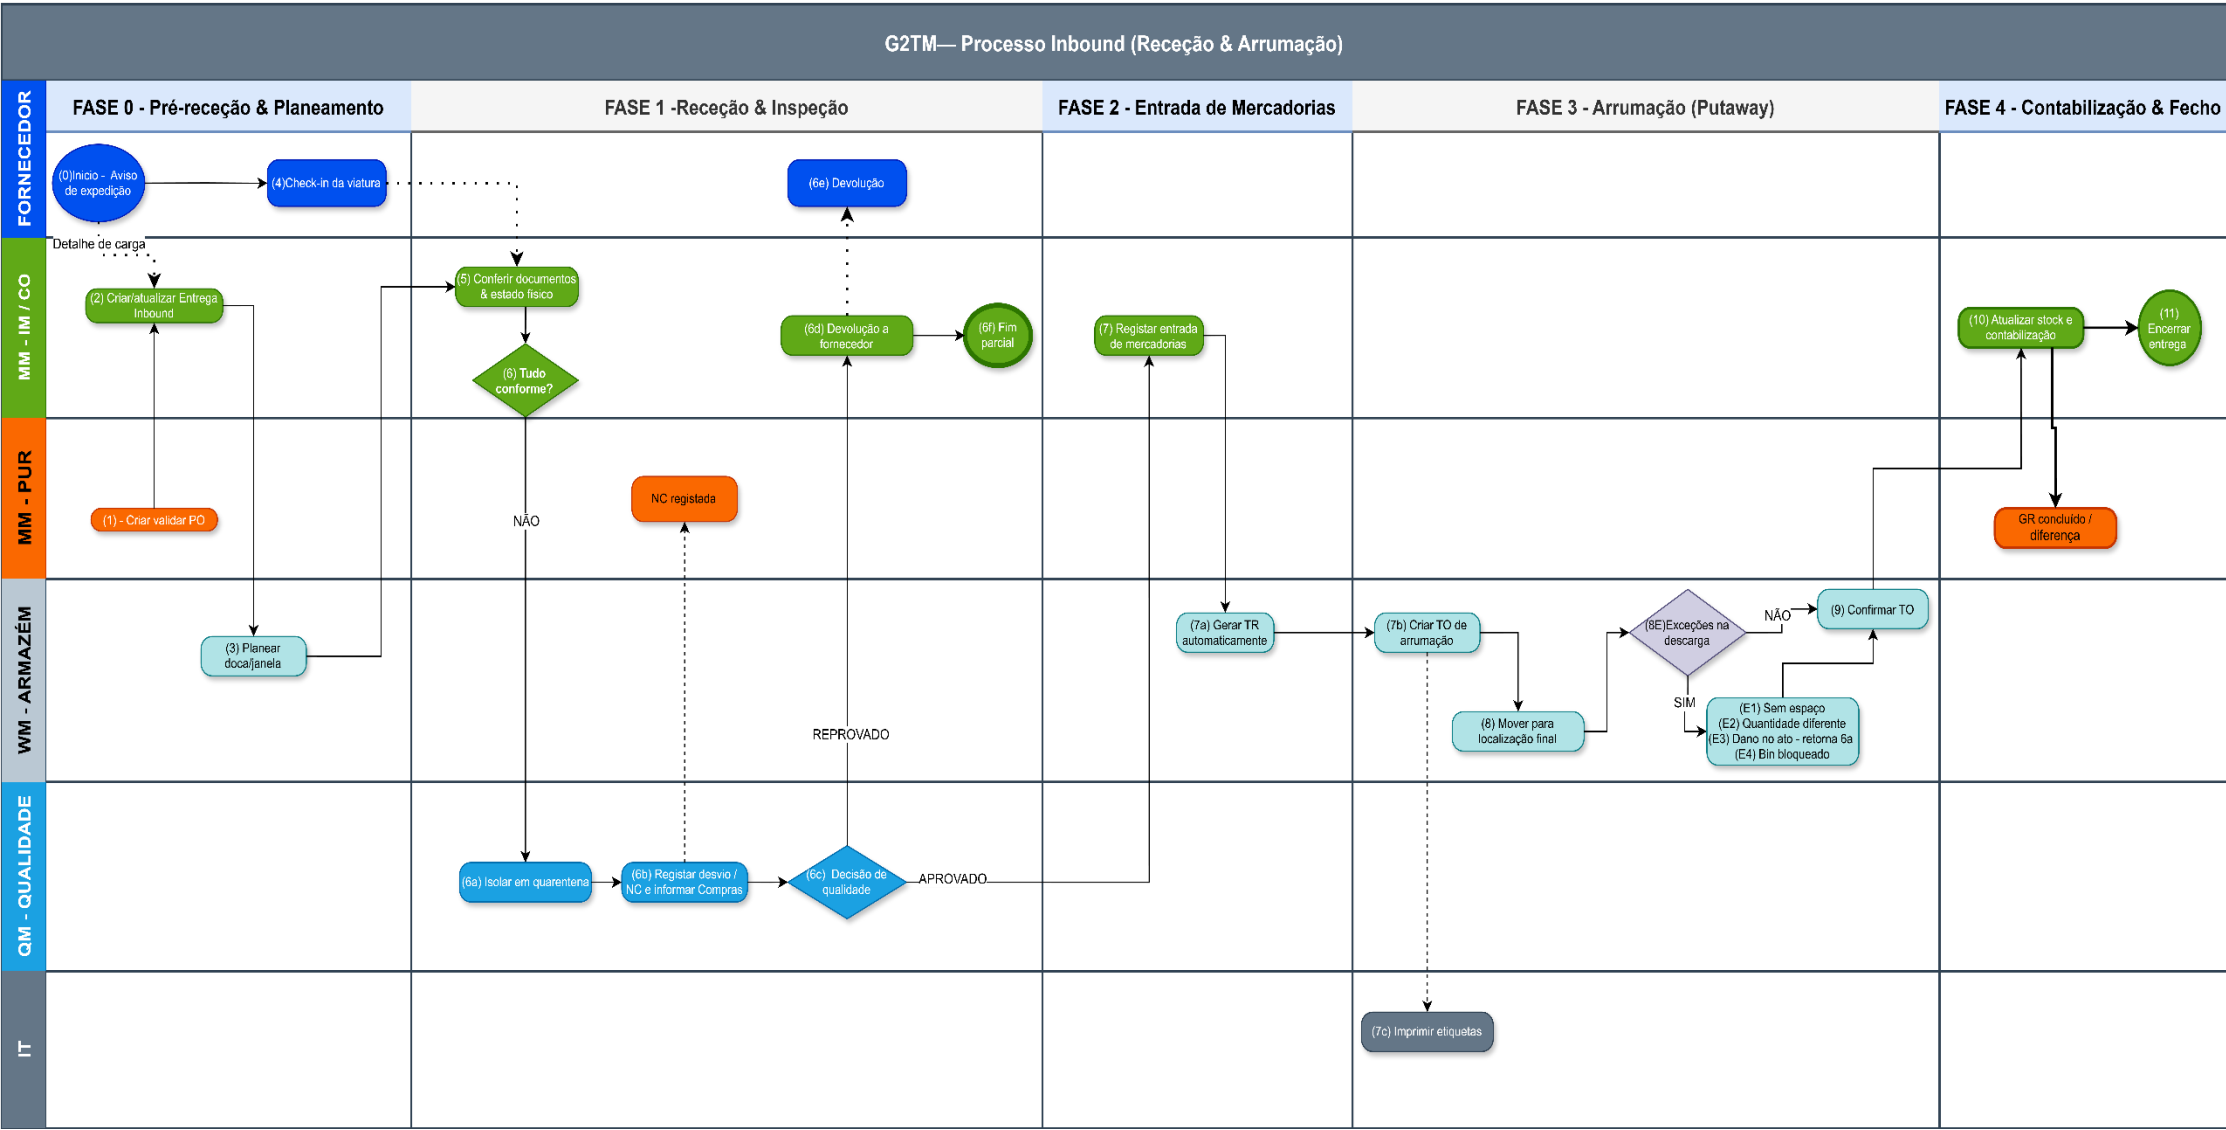 G2TM— Processo Inbound (Receção & Arrumação)
FORNECEDOR
FASE 0 - Pré-receção & Planeamento
FASE 1 -Receção & Inspeção
FASE 2 - Entrada de Mercadorias
FASE 3 - Arrumação (Putaway)
FASE 4 - Contabilização & Fecho
(0)Inicio - Aviso
de expedição
(4)Check-in da viatura
(6e) Devolução
Detalhe de carga
MM - IM / CO
(2) Criar/atualizar Entrega
Inbound
(5) Conferir documentos
& estado físico
(6) Tudo
conforme?
(6d) Devolução a
fornecedor
(6f) Fim
parcial
(7) Registar entrada
de mercadorias
(10) Atualizar stock e
contabilização
(11)
Encerrar
entrega
MM - PUR
(1) - Criar validar PO
NÃO
NC registada
GR concluído /
diferença
WM - ARMAZÉM
(3) Planear
doca/janela
REPROVADO
(7a) Gerar TR
automaticamente
(7b) Criar TO de
arrumação
(8) Mover para
localização final
(8E)Exceções na
descarga
NÃO
(9) Confirmar TO
SIM
(E1) Sem espaço
(E2) Quantidade diferente
(E3) Dano no ato - retorna 6a
(E4) Bin bloqueado
QM - QUALIDADE
(6a) Isolar em quarentena
(6b) Registar desvio /
NC e informar Compras
(6c) Decisão de
qualidade
APROVADO
IT
(7c) Imprimir etiquetas